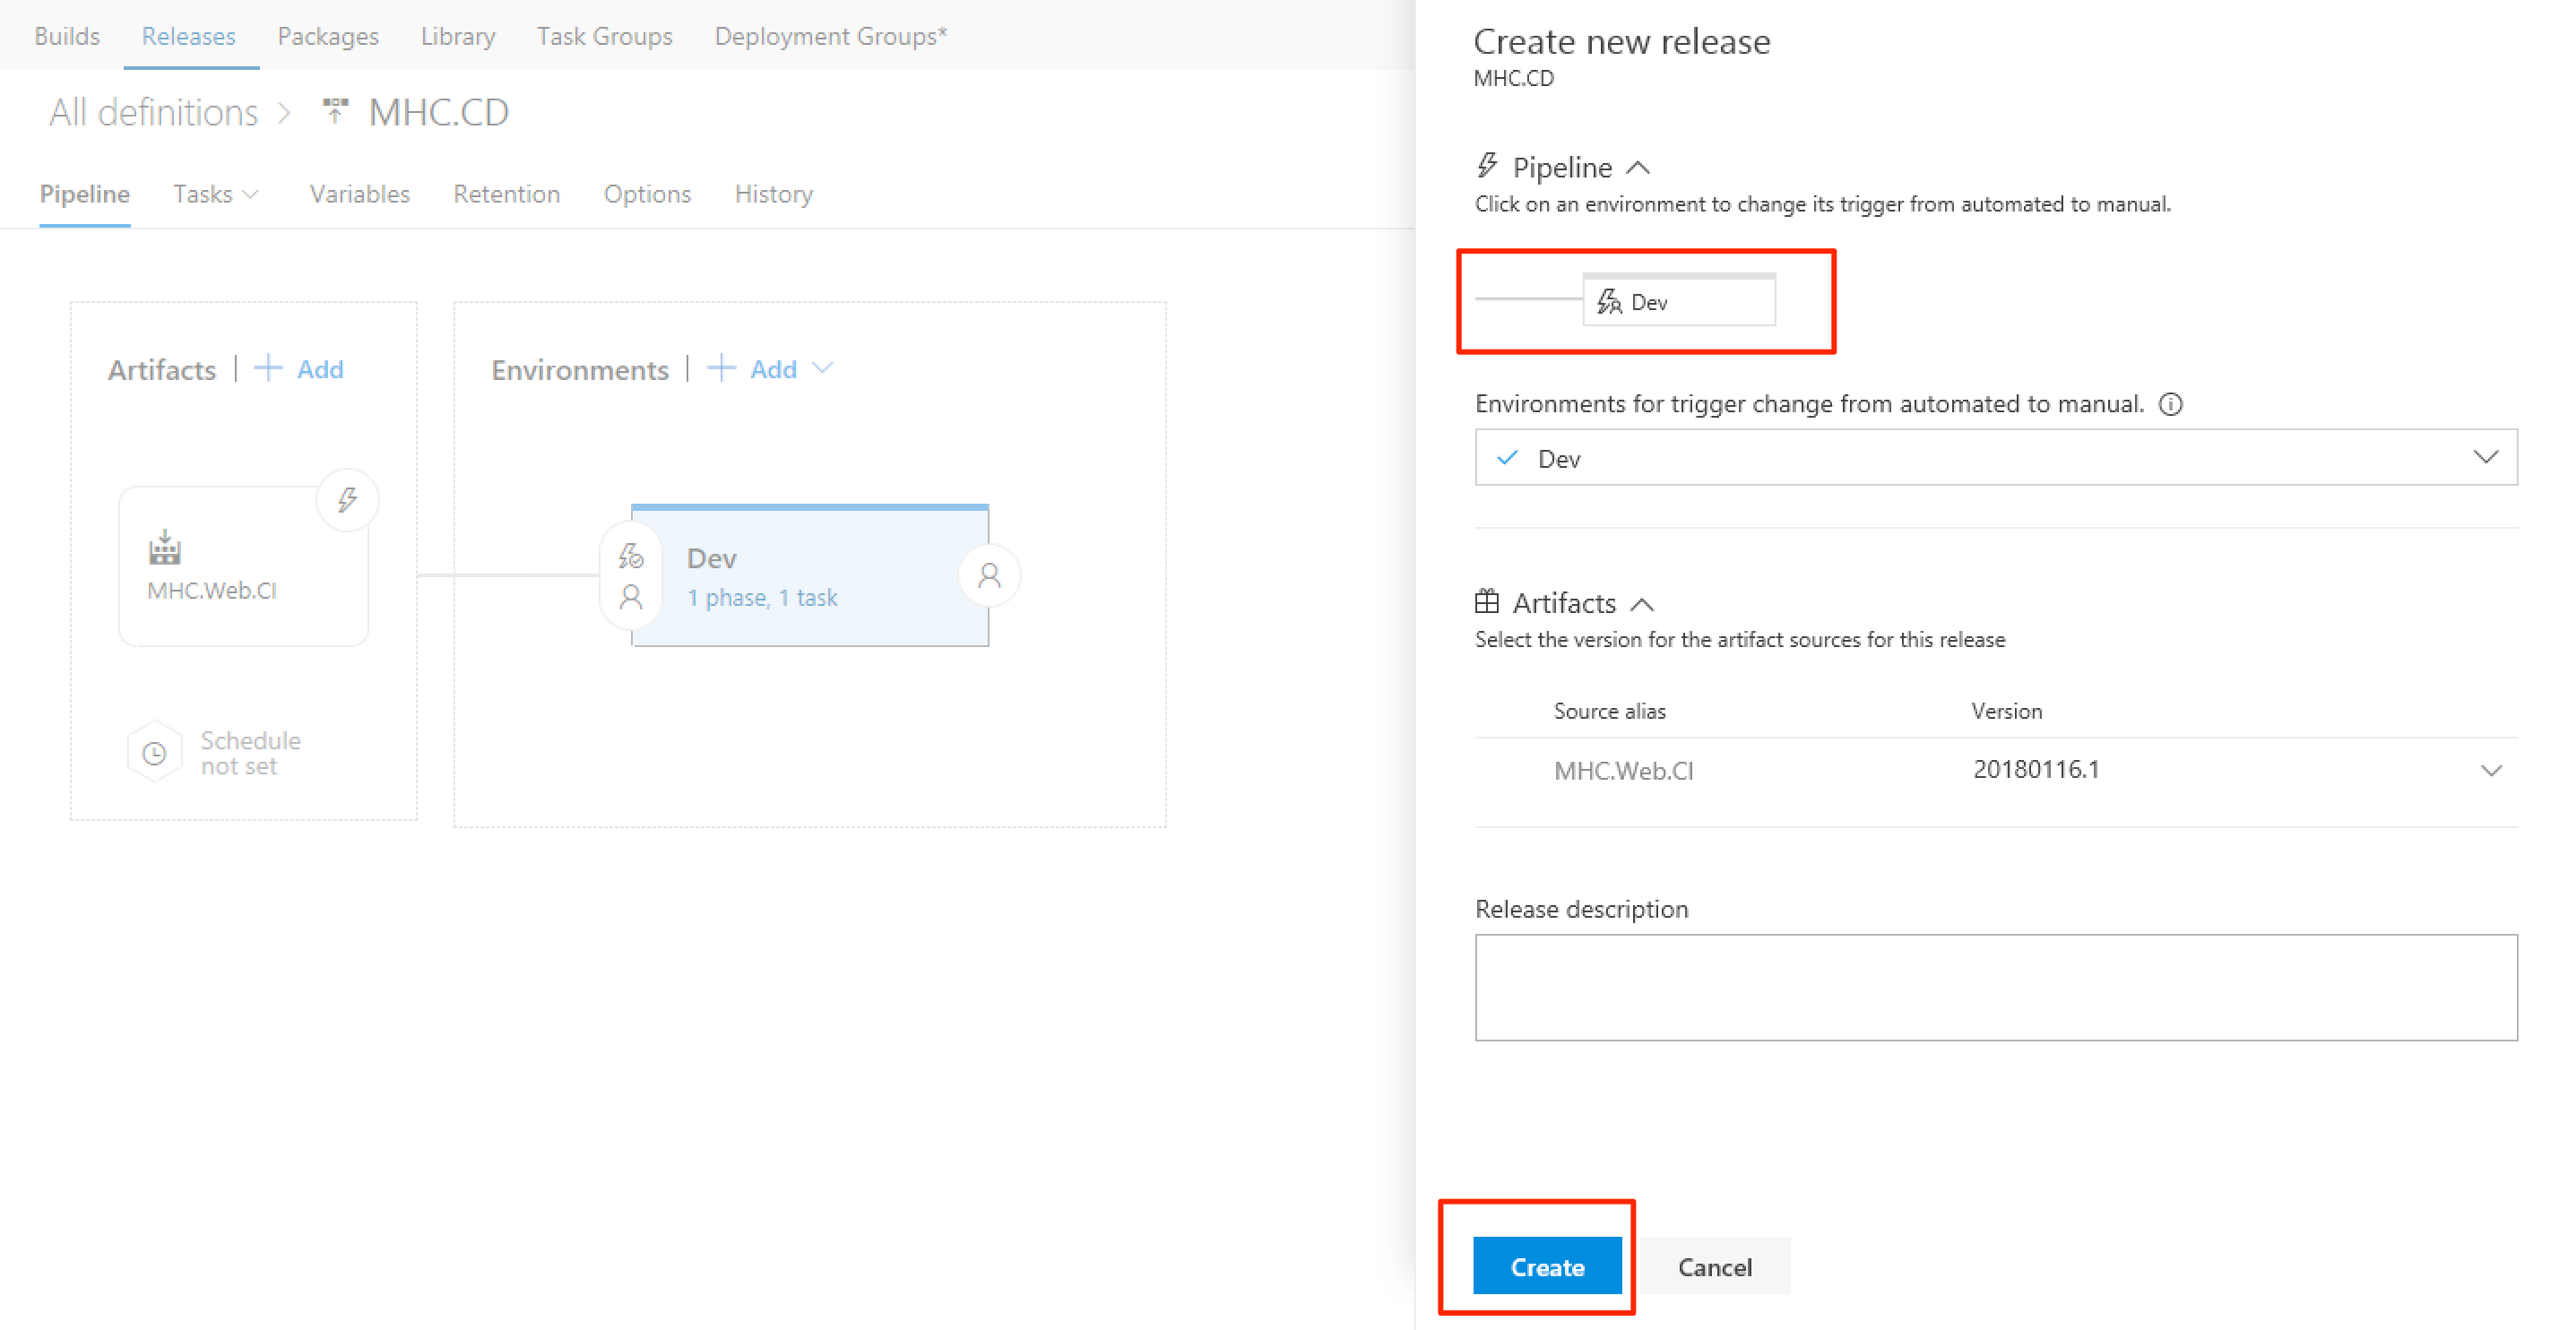 Builds Releases Packages Library Task Groups Deployment Groups*
All definitions > MHC.CD
Pipeline Tasks Variables Retention Options History
Artifacts | + Add
Environments | + Add
MHC.Web.CI
Dev
1 phase, 1 task
Schedule
not set
Create new release
MHC.CD
Pipeline
Click on an environment to change its trigger from automated to manual.
Dev
Environments for trigger change from automated to manual.
Dev
Artifacts
Select the version for the artifact sources for this release
Source alias Version
MHC.Web.CI 20180116.1
Release description
Create Cancel